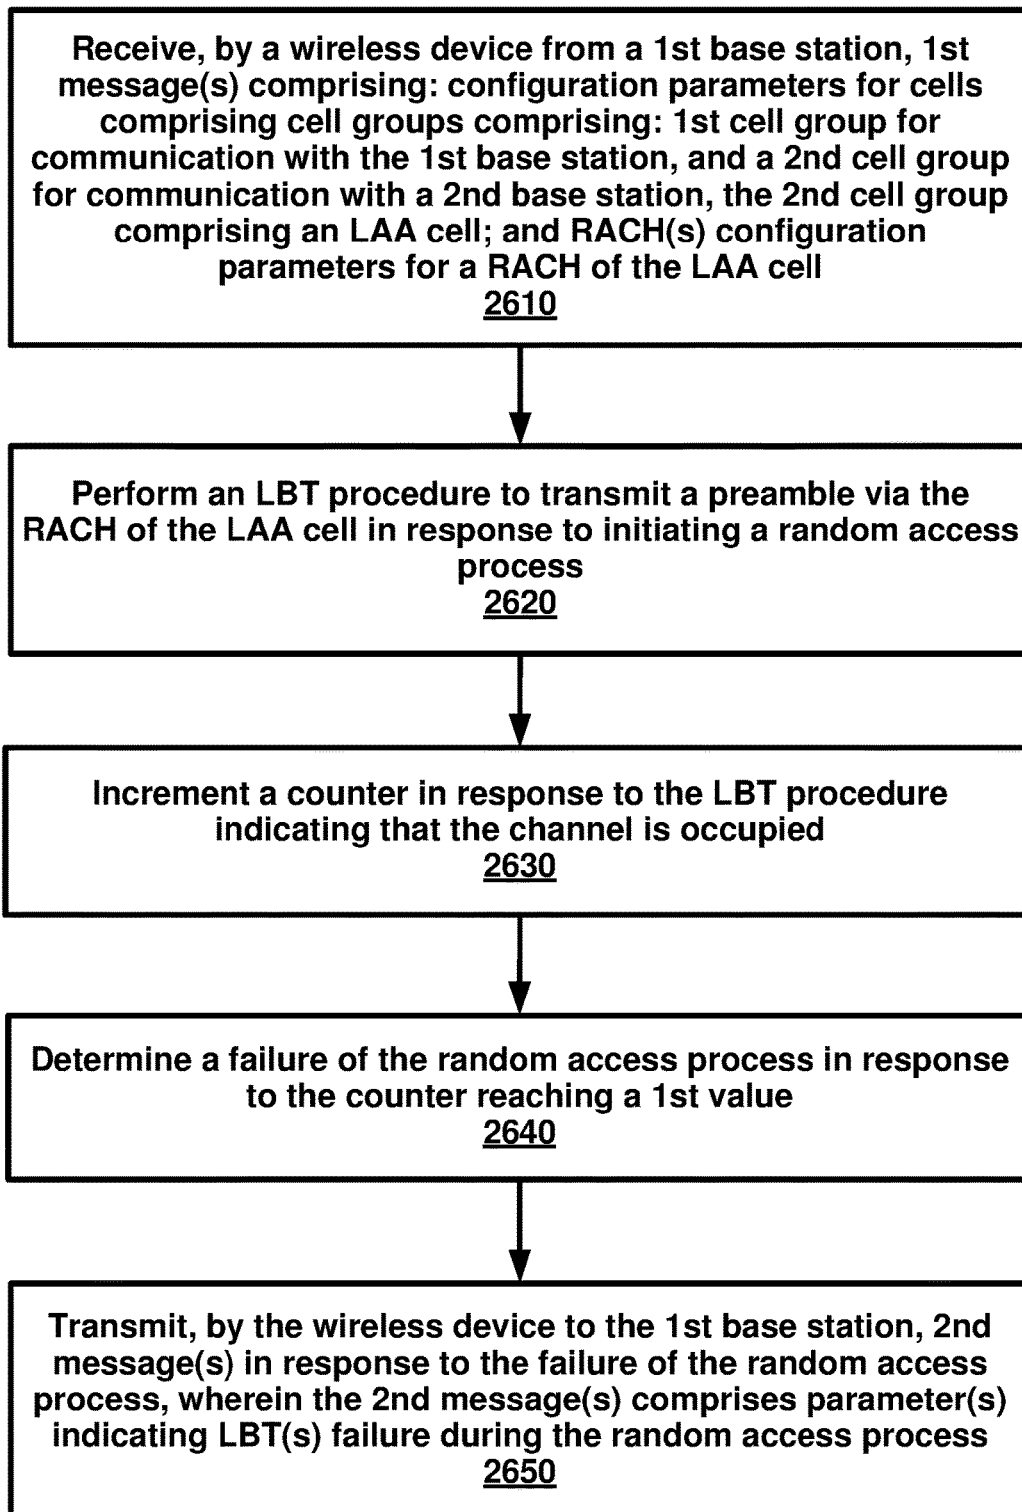 Receive, by a wireless device from a 1st base station, 1st
message(s) comprising: configuration parameters for cells
comprising cell groups comprising: 1st cell group for
communication with the 1st base station, and a 2nd cell group
for communication with a 2nd base station, the 2nd cell group
comprising an LAA cell; and RACH(s) configuration
parameters for a RACH of the LAA cell
2610
Perform an LBT procedure to transmit a preamble via the
RACH of the LAA cell in response to initiating a random access
process
2620
Increment a counter in response to the LBT procedure
indicating that the channel is occupied
2630
Determine a failure of the random access process in response
to the counter reaching a 1st value
2640
Transmit, by the wireless device to the 1st base station, 2nd
message(s) in response to the failure of the random access
process, wherein the 2nd message(s) comprises parameter(s)
indicating LBT(s) failure during the random access process
2650